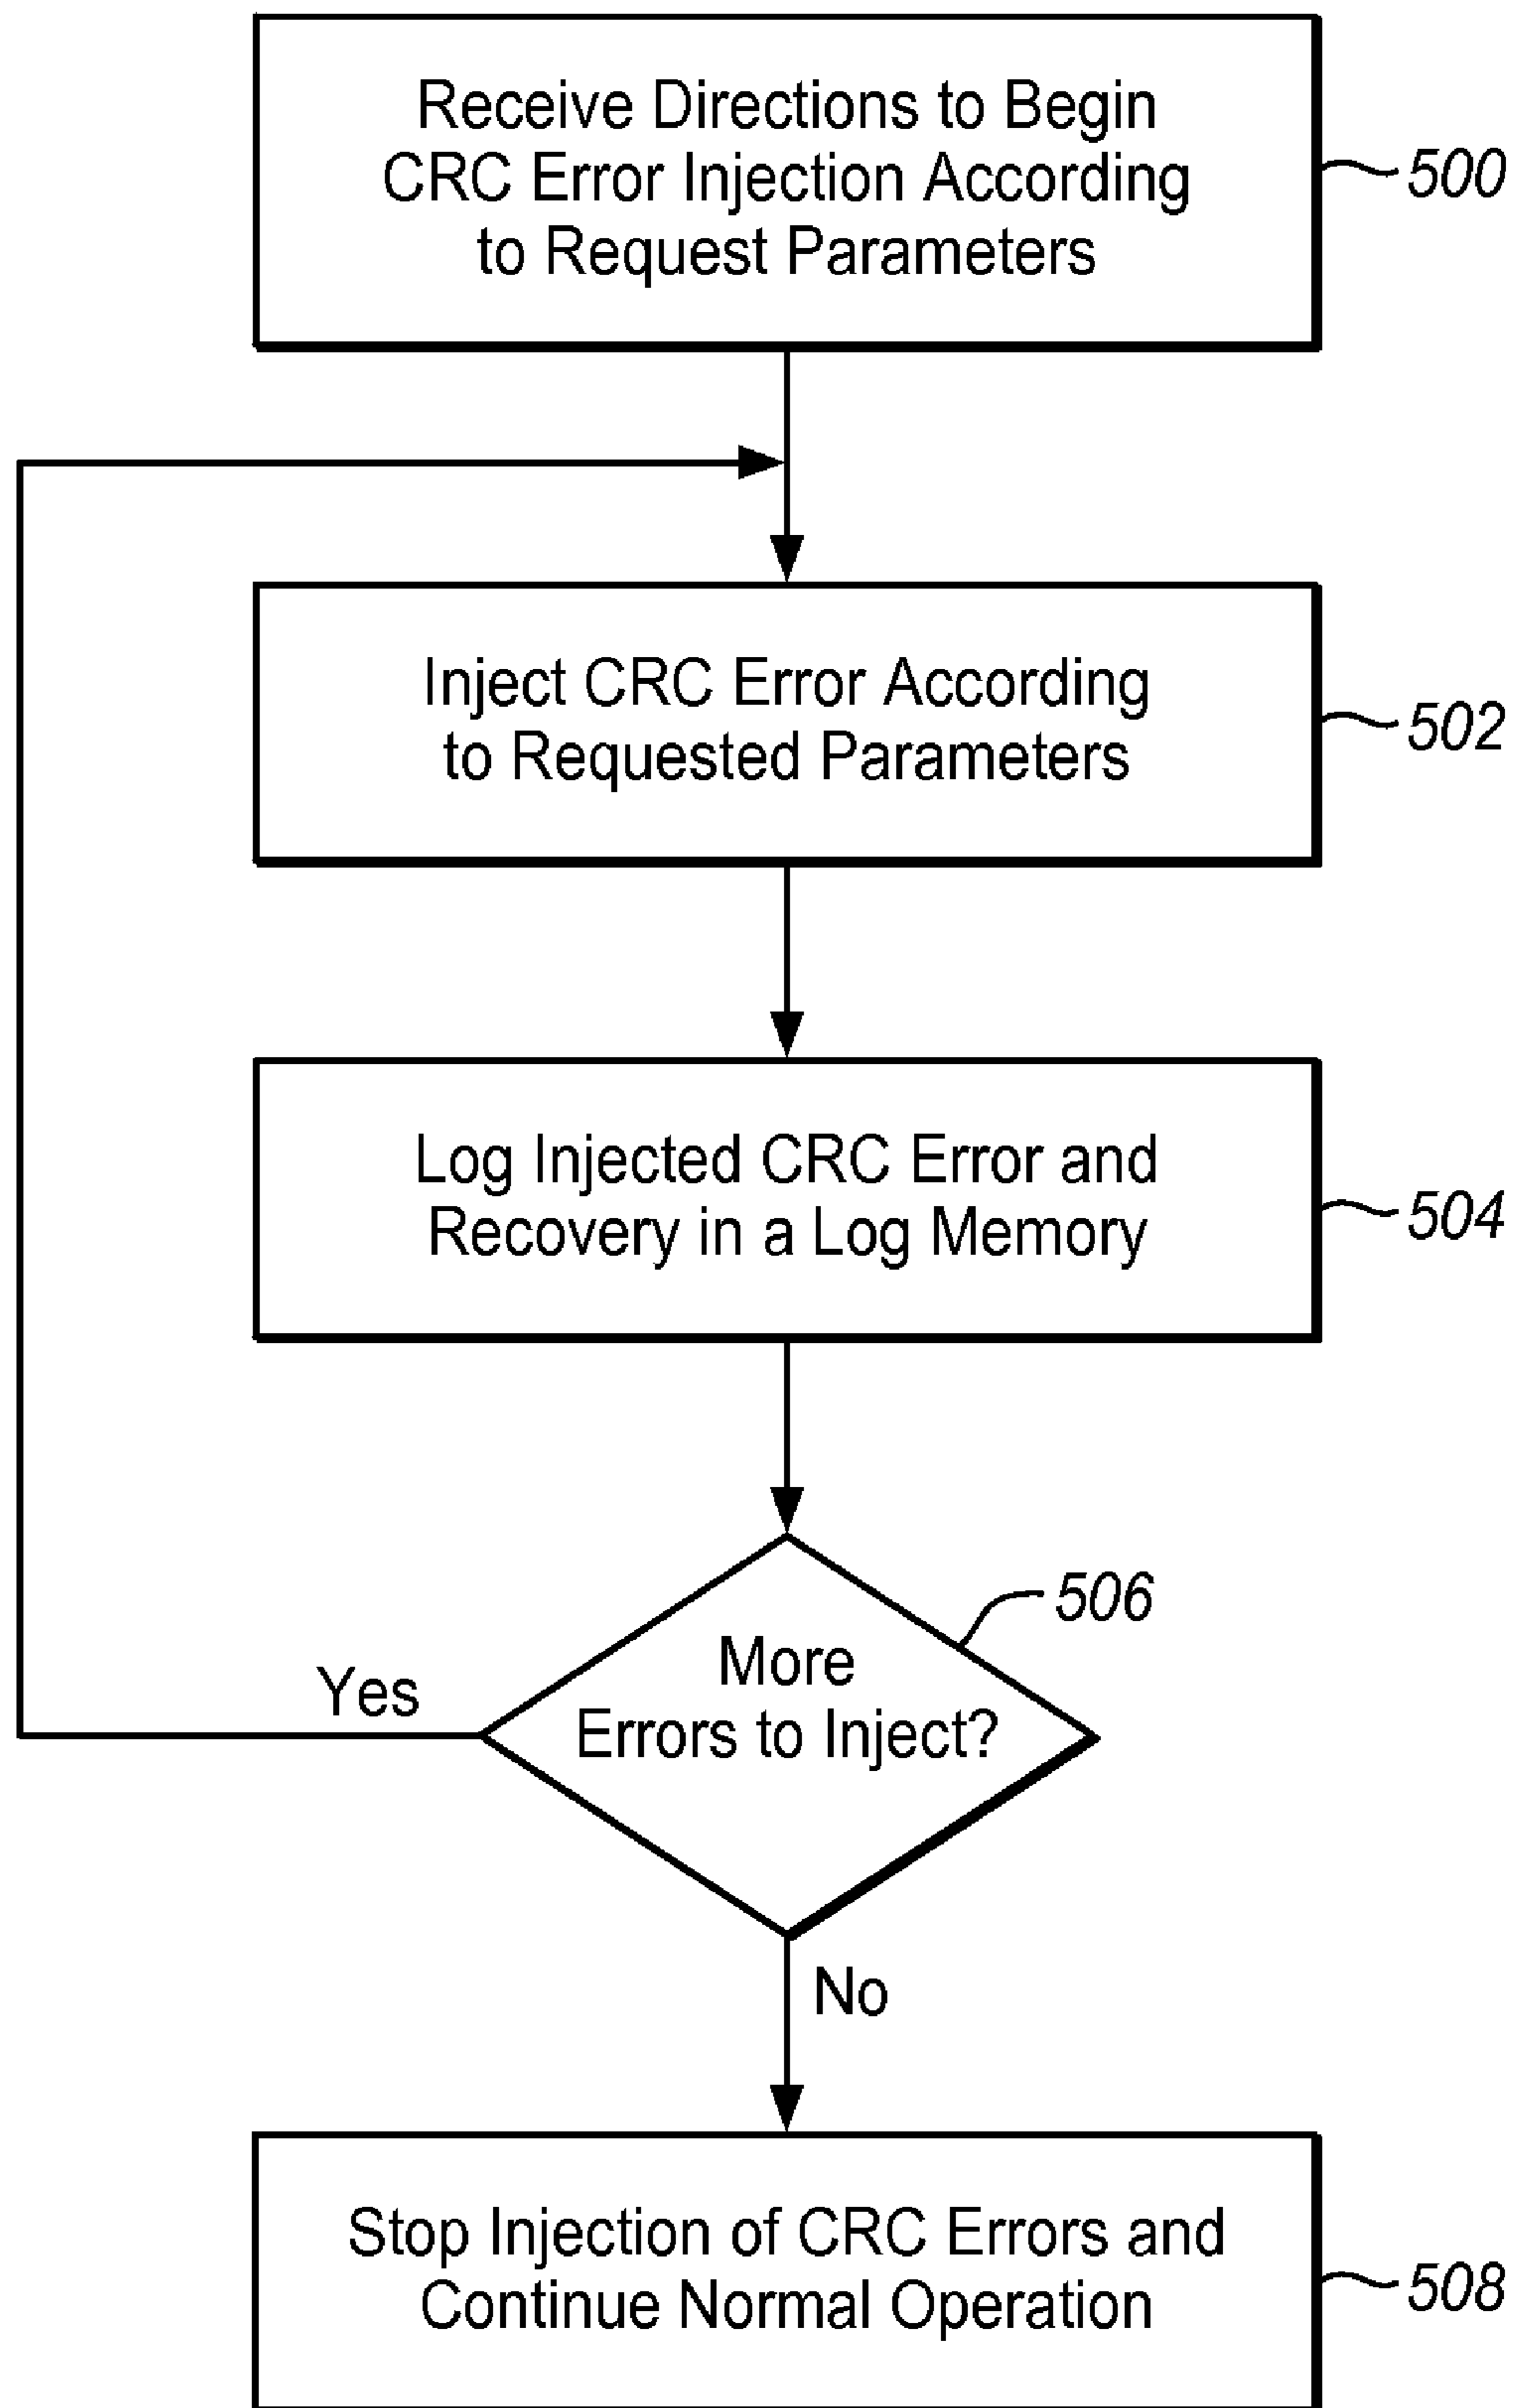 Receive Directions to Begin
CRC Error Injection According
to Request Parameters
500
Inject CRC Error According
to Requested Parameters
502
Log Injected CRC Error and
Recovery in a Log Memory
504
506
More
Errors to Inject?
Yes
No
Stop Injection of CRC Errors and
Continue Normal Operation
508